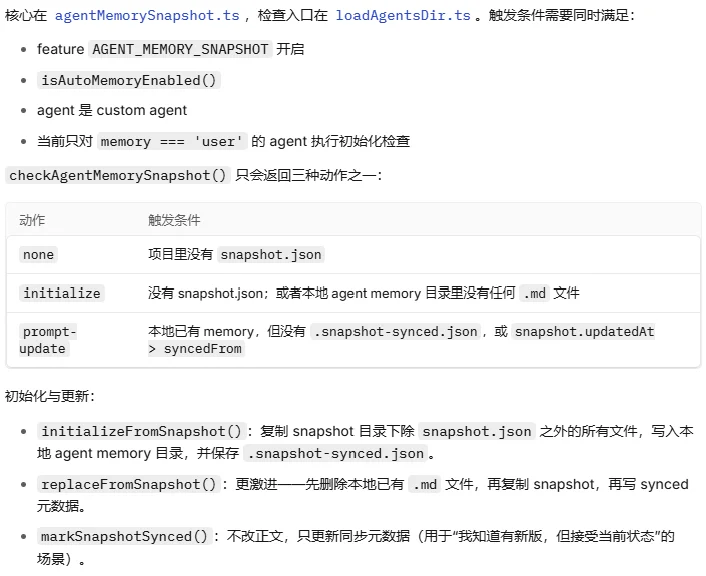 核心在 agentMemorySnapshot.ts，检查入口在 loadAgentsDir.ts。触发条件需要同时满足：
• feature AGENT_MEMORY_SNAPSHOT 开启
• isAutoMemoryEnabled()
• agent 是 custom agent
• 当前只对 memory === 'user' 的 agent 执行初始化检查
checkAgentMemorySnapshot() 只会返回三种动作之一：
动作 触发条件
none 项目里没有 snapshot.json
initialize 没有 snapshot.json；或者本地 agent memory 目录里没有任何 .md 文件
prompt- 本地已有 memory，但没有 .snapshot-synced.json，或 snapshot.updatedAt
update > syncedFrom
初始化与更新：
• initializeFromSnapshot()：复制 snapshot 目录下除 snapshot.json 之外的所有文件，写入本
地 agent memory 目录，并保存 .snapshot-synced.json。
• replaceFromSnapshot()：更激进——先删除本地已有 .md 文件，再复制 snapshot，再写 synced
元数据。
• markSnapshotSynced()：不改正文，只更新同步元数据（用于“我知道有新版，但接受当前状态”的
场景）。